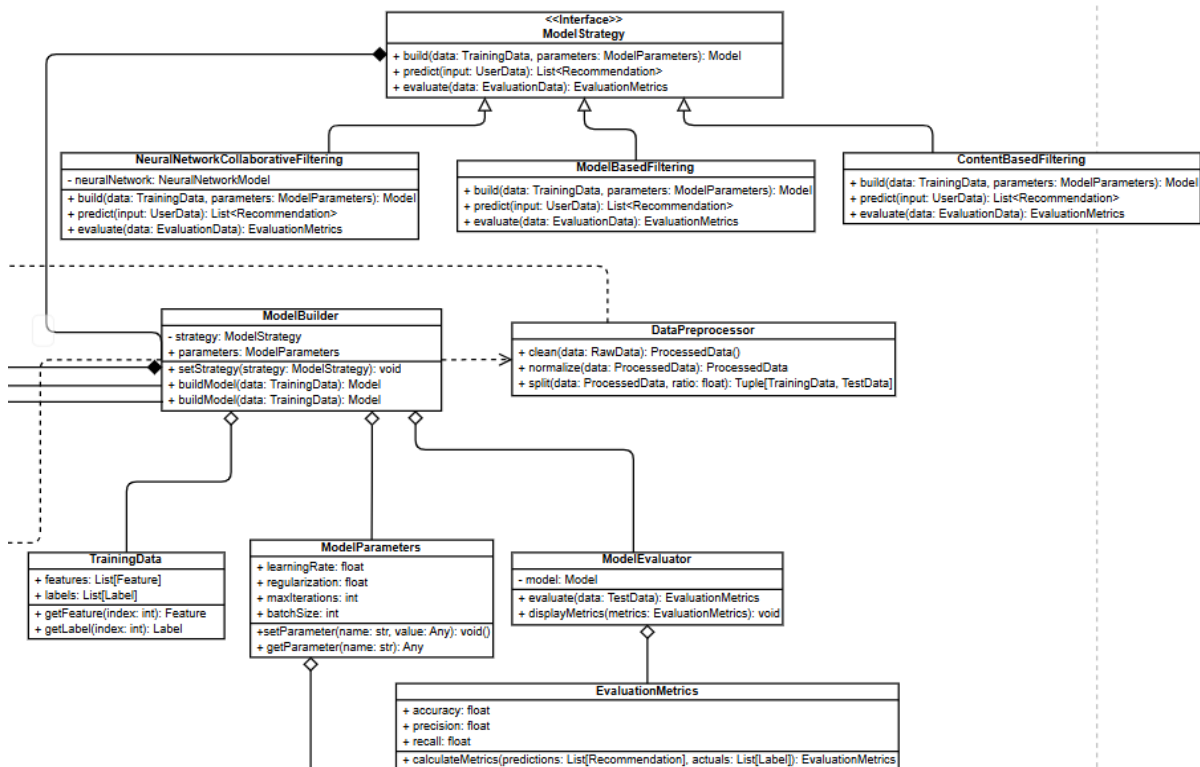 <<Interface>>
ModelStrategy
+ build(data: TrainingData, parameters: ModelParameters): Model
+ predict(input: UserData): List<Recommendation>
+ evaluate(data: EvaluationData): EvaluationMetrics
NeuralNetworkCollaborativeFiltering
- neuralNetwork: NeuralNetworkModel
+ build(data: TrainingData, parameters: ModelParameters): Model
+ predict(input: UserData): List<Recommendation>
+ evaluate(data: EvaluationData): EvaluationMetrics
ModelBasedFiltering
+ build(data: TrainingData, parameters: ModelParameters): Model
+ predict(input: UserData): List<Recommendation>
+ evaluate(data: EvaluationData): EvaluationMetrics
ContentBasedFiltering
+ build(data: TrainingData, parameters: ModelParameters): Model
+ predict(input: UserData): List<Recommendation>
+ evaluate(data: EvaluationData): EvaluationMetrics
ModelBuilder
- strategy: ModelStrategy
+ parameters: ModelParameters
+ setStrategy(strategy: ModelStrategy): void
+ buildModel(data: TrainingData): Model
+ buildModel(data: TrainingData): Model
DataPreprocessor
+ clean(data: RawData): ProcessedData()
+ normalize(data: ProcessedData): ProcessedData
+ split(data: ProcessedData, ratio: float): Tuple[TrainingData, TestData]
TrainingData
+ features: List[Feature]
+ labels: List[Label]
+ getFeature(index: int): Feature
+ getLabel(index: int): Label
ModelParameters
+ learningRate: float
+ regularization: float
+ maxIterations: int
+ batchSize: int
+setParameter(name: str, value: Any): void()
+ getParameter(name: str): Any
ModelEvaluator
- model: Model
+ evaluate(data: TestData): EvaluationMetrics
+ displayMetrics(metrics: EvaluationMetrics): void
EvaluationMetrics
+ accuracy: float
+ precision: float
+ recall: float
+ calculateMetrics(predictions: List[Recommendation], actuals: List[Label]): EvaluationMetrics